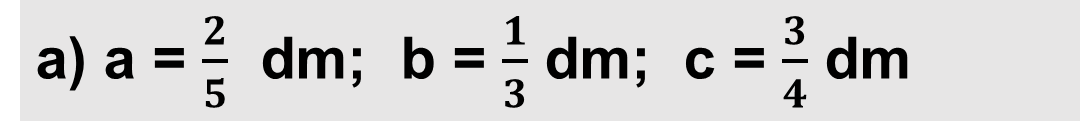 a) a = 2/5 dm; b = 1/3 dm; c = 3/4 dm